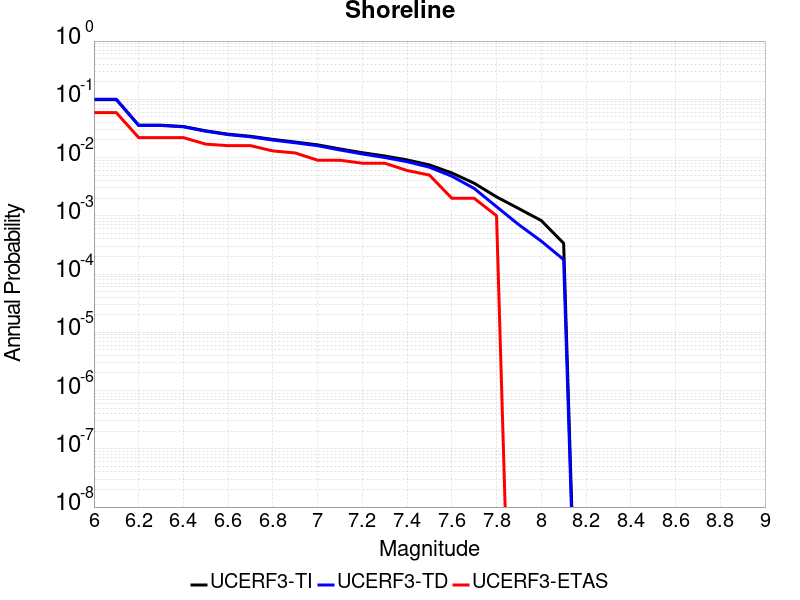 Shoreline
Annual Probability
10^0
10^-1
10^-2
10^-3
10^-4
10^-5
10^-6
10^-7
10^-8
6 6.2 6.4 6.6 6.8 7 7.2 7.4 7.6 7.8 8 8.2 8.4 8.6 8.8 9
Magnitude
UCERF3-TI UCERF3-TD UCERF3-ETAS